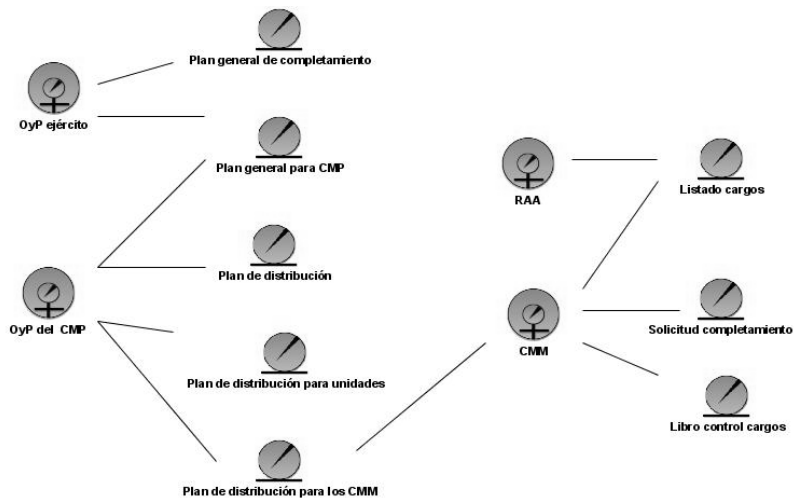 Plan general de completamiento
OyP ejército
Plan general para CMP
RAA
Listado cargos
Plan de distribución
OyP del CMP
Solicitud completamiento
CMM
Plan de distribución para unidades
Libro control cargos
Plan de distribución para los CMM